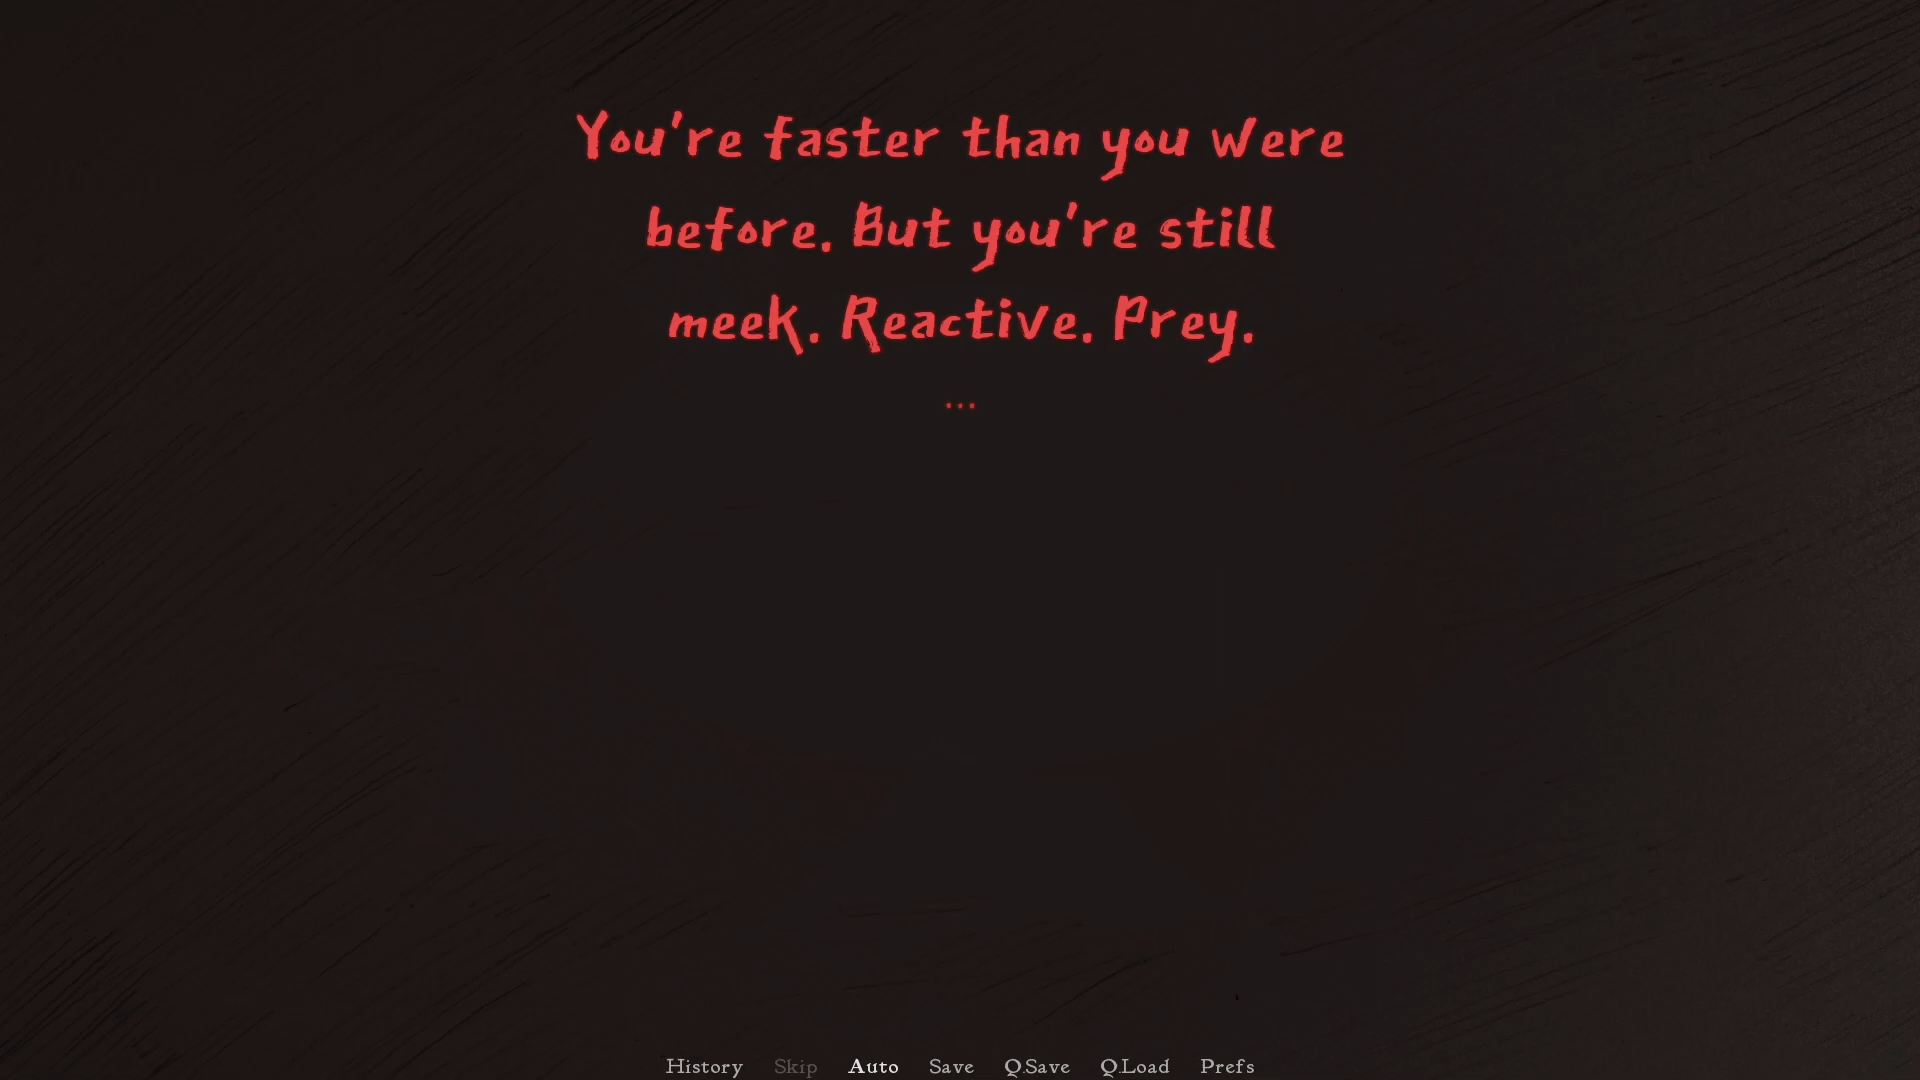 You're faster than you were
before. But you're still
meek. Reactive. Prey.
...
History Skip Auto Save Q.Save Q.Load Prefs